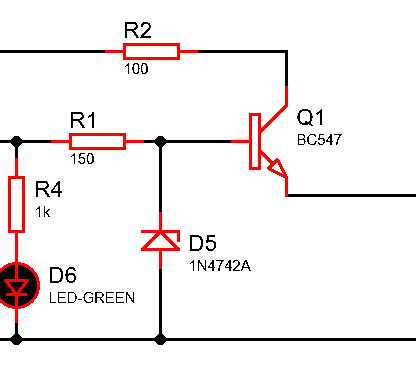 R2
100
R1
150
Q1
BC547
R4
1k
D5
1N4742A
D6
LED-GREEN